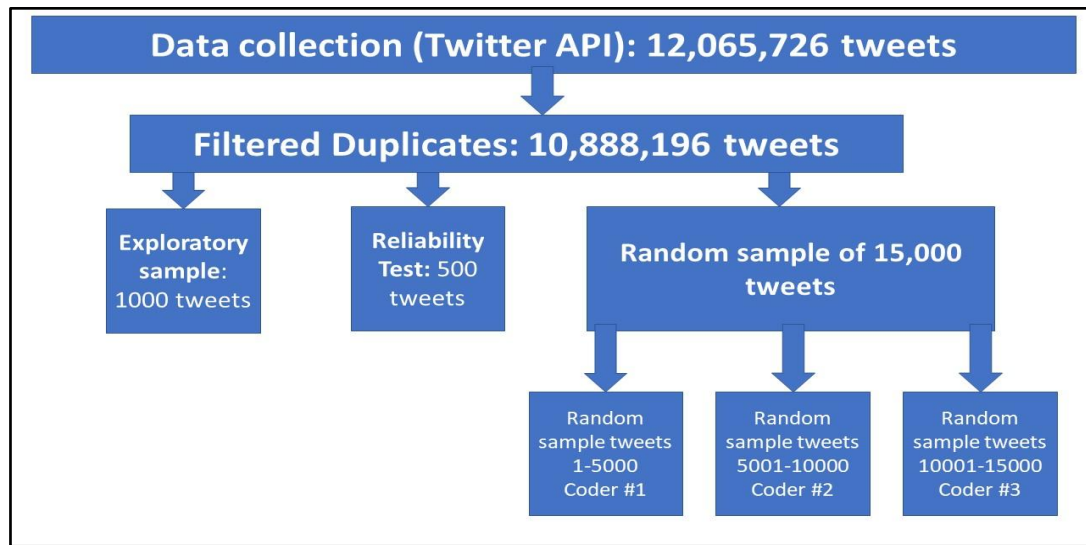 Data collection (Twitter API): 12,065,726 tweets
Filtered Duplicates: 10,888,196 tweets
Exploratory
sample:
1000 tweets
Reliability
Test: 500
tweets
Random sample of 15,000
tweets
Random
sample tweets
1-5000
Coder #1
Random
sample tweets
5001-10000
Coder #2
Random
sample tweets
10001-15000
Coder #3